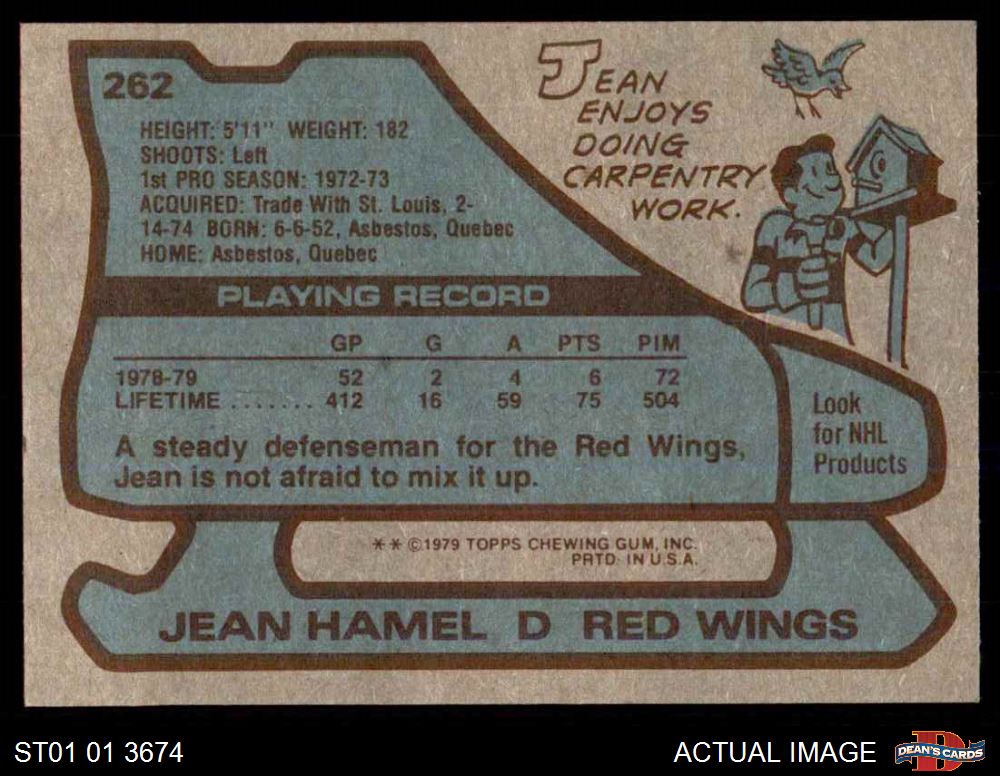 262
JEAN
ENJOYS
DOING
CARPENTRY
WORK.
HEIGHT: 5'11" WEIGHT: 182
SHOOTS: Left
1st PRO SEASON: 1972-73
ACQUIRED: Trade With St. Louis, 2-
14-74 BORN: 6-6-52, Asbestos, Quebec
HOME: Asbestos, Quebec
PLAYING RECORD
GP G A PTS PIM
1978-79 52 2 4 6 72
LIFETIME ....... 412 16 59 75 504
A steady defenseman for the Red Wings,
Jean is not afraid to mix it up.
Look
for NHL
Products
** ©1979 TOPPS CHEWING GUM, INC.
PRTD. IN U.S.A.
JEAN HAMEL D RED WINGS
ST01 01 3674
ACTUAL IMAGE
D
DEAN'S CARDS